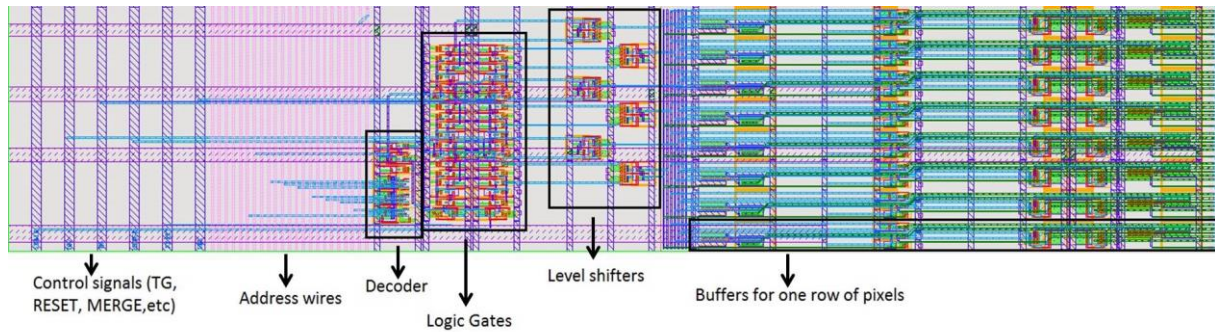 Control signals (TG,
RESET, MERGE,etc)
Address wires
Decoder
Logic Gates
Level shifters
Buffers for one row of pixels